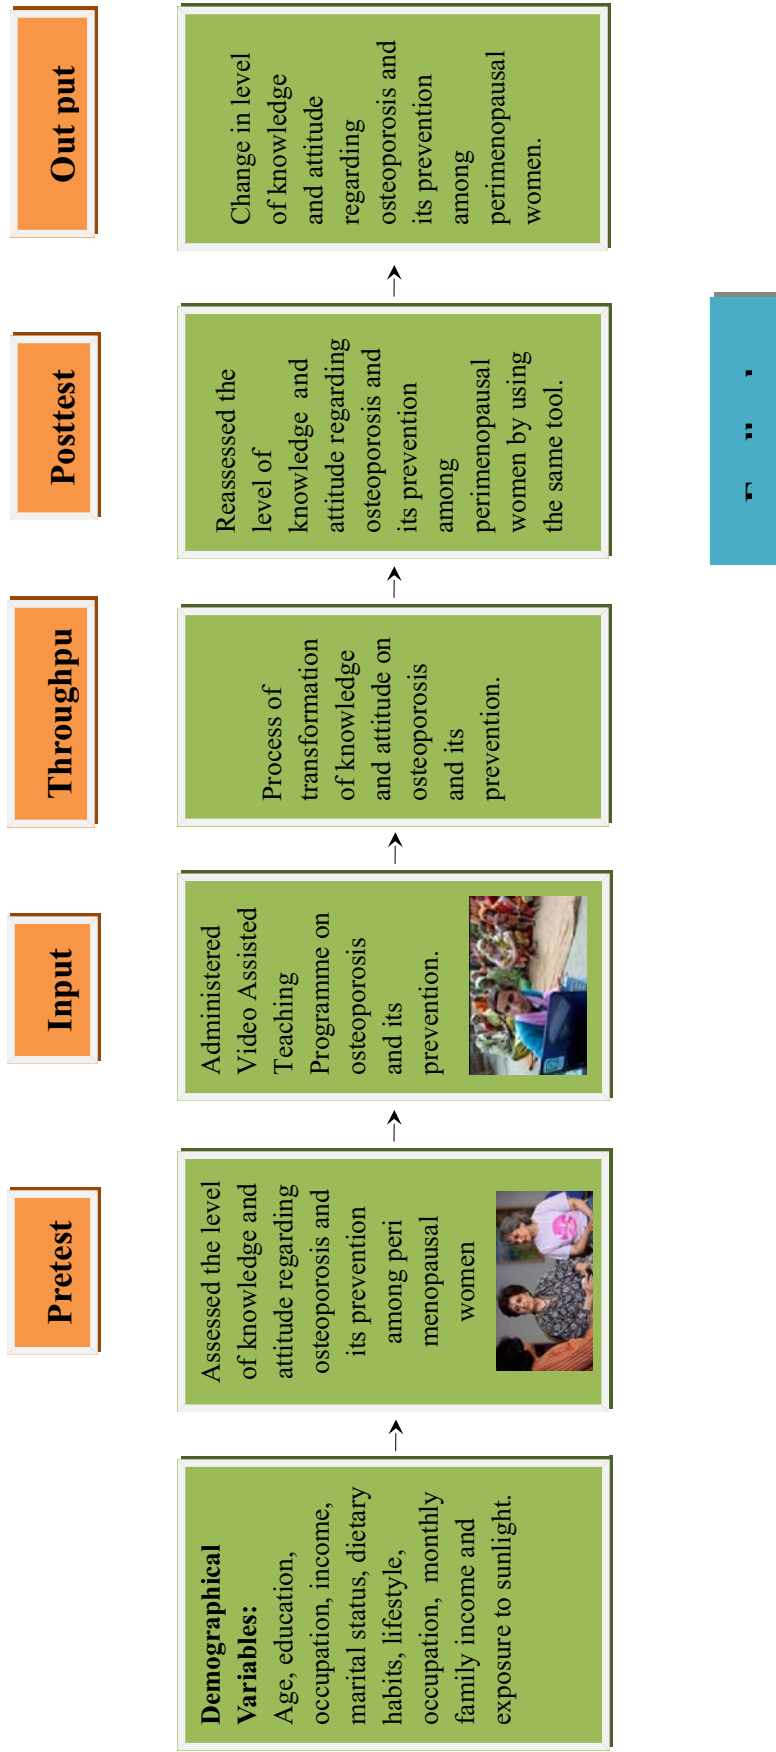 Pretest
Input
Throughpu
Posttest
Out put
Demographical
Variables:
Age, education,
occupation, income,
marital status, dietary
habits, lifestyle,
occupation, monthly
family income and
exposure to sunlight.
Assessed the level
of knowledge and
attitude regarding
osteoporosis and
its prevention
among peri
menopausal
women
Administered
Video Assisted
Teaching
Programme on
osteoporosis
and its
prevention.
Process of
transformation
of knowledge
and attitude on
osteoporosis
and its
prevention.
Reassessed the
level of
knowledge and
attitude regarding
osteoporosis and
its prevention
among
perimenopausal
women by using
the same tool.
Change in level
of knowledge
and attitude
regarding
osteoporosis and
its prevention
among
perimenopausal
women.